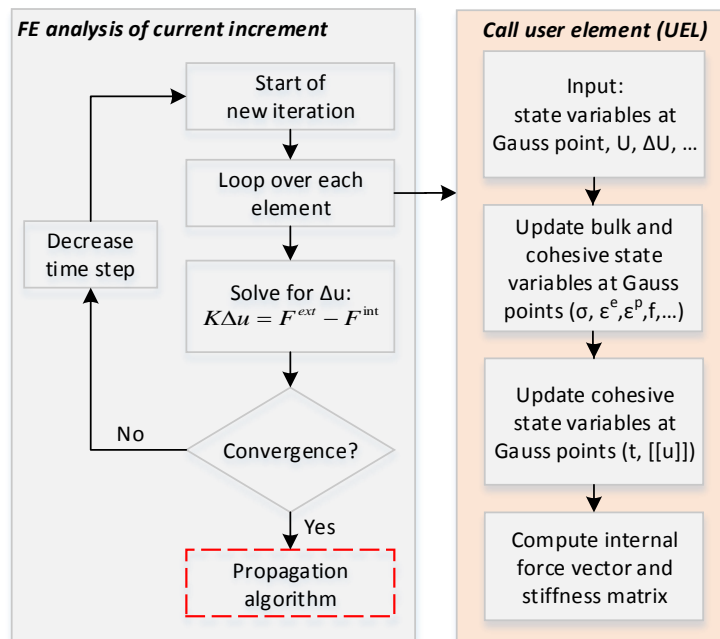 FE analysis of current increment
Start of
new iteration
Loop over each
element
Decrease
time step
Solve for Δu:
KΔu = F^ext − F^int
No
Convergence?
Yes
Propagation
algorithm
Call user element (UEL)
Input:
state variables at
Gauss point, U, ΔU, ...
Update bulk and
cohesive state
variables at Gauss
points (σ, ε^e,ε^p,f,...)
Update cohesive
state variables at
Gauss points (t, [[u]])
Compute internal
force vector and
stiffness matrix